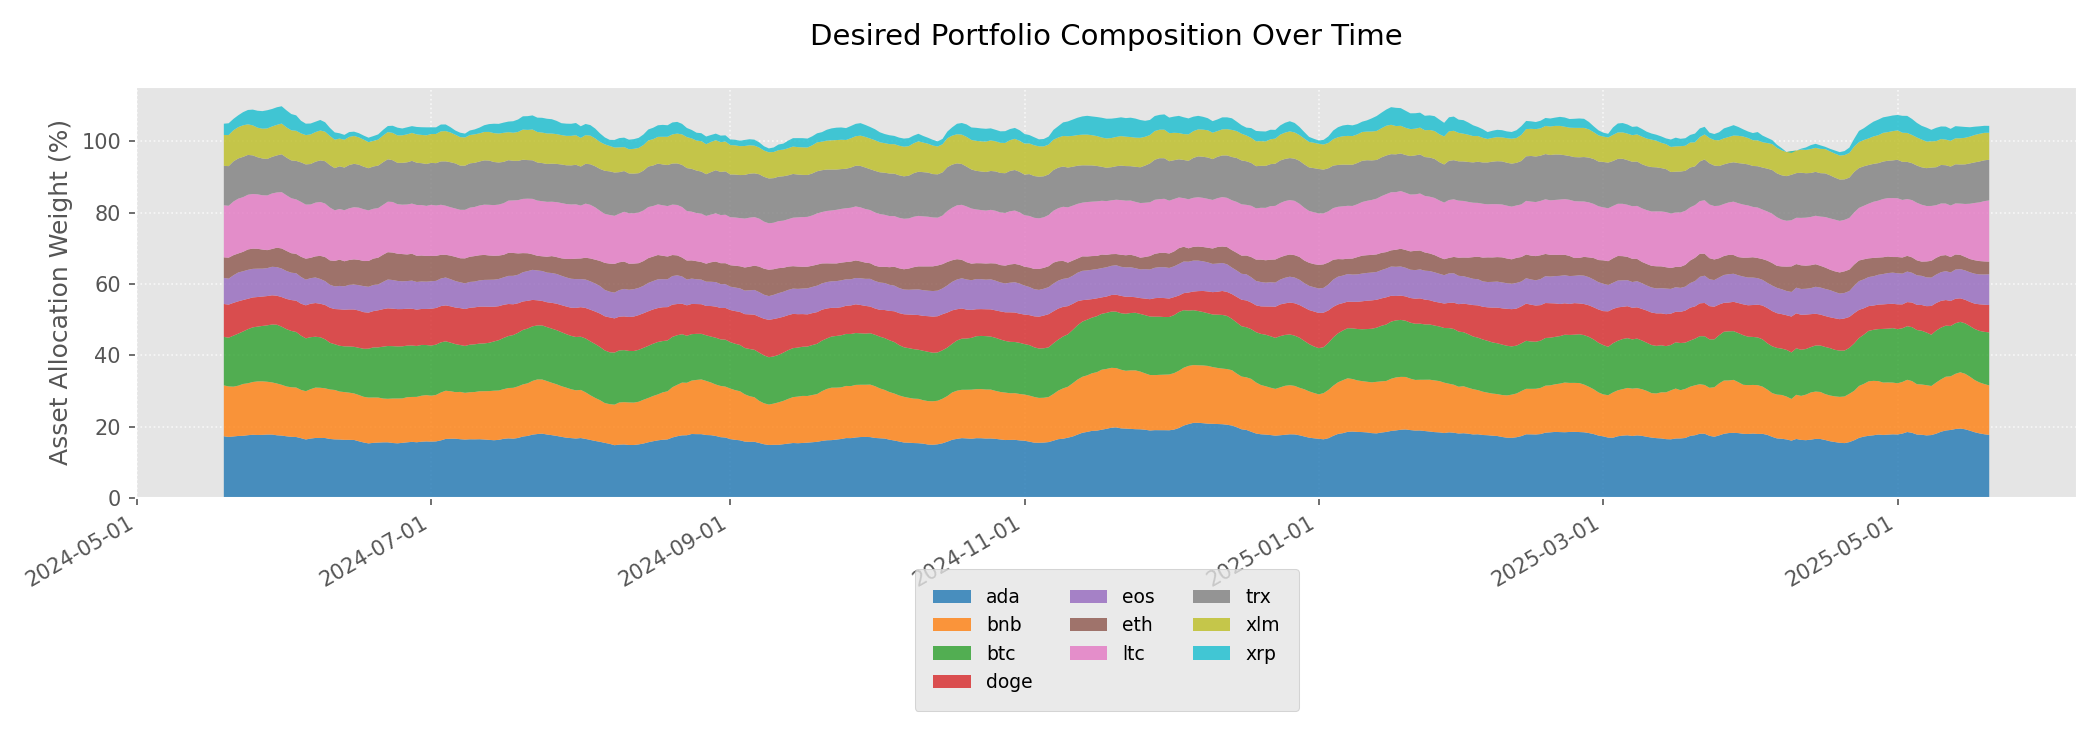 Desired Portfolio Composition Over Time
Asset Allocation Weight (%)
100
80
60
40
20
0
2024-05-01
2024-07-01
2024-09-01
2024-11-01
2025-01-01
2025-03-01
2025-05-01
ada
bnb
btc
doge
eos
eth
ltc
trx
xlm
xrp